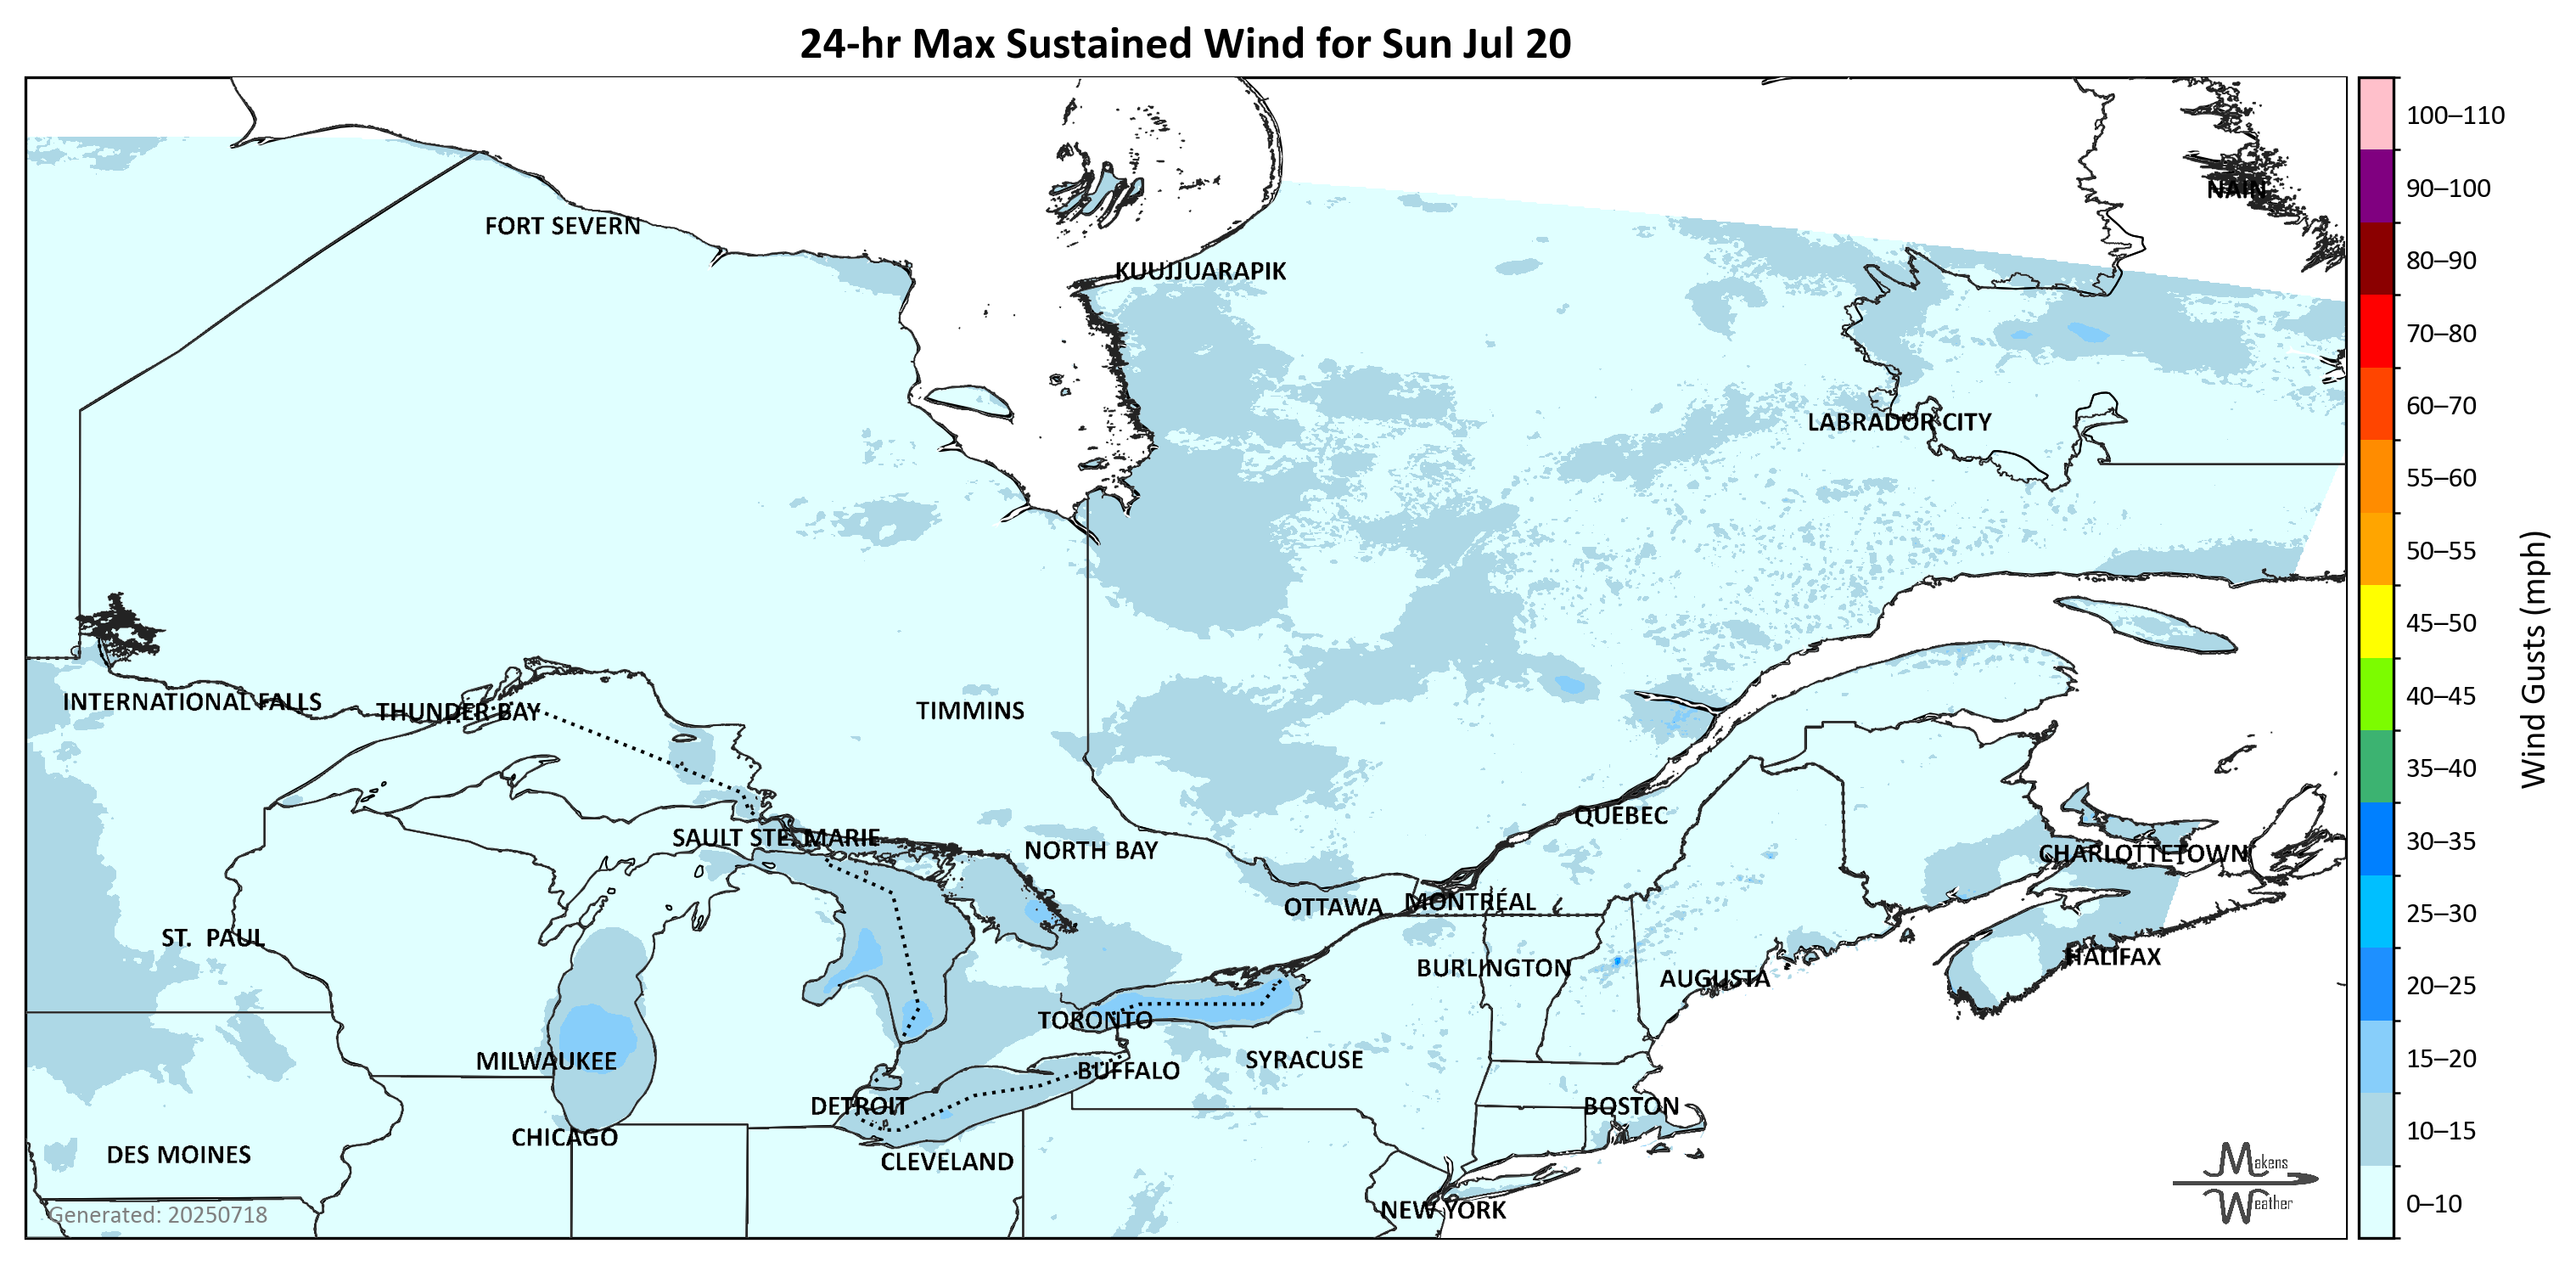 24-hr Max Sustained Wind for Sun Jul 20
100–110
90–100
80–90
70–80
60–70
55–60
50–55
45–50
40–45
35–40
30–35
25–30
20–25
15–20
10–15
0–10
Wind Gusts (mph)
NAIN
FORT SEVERN
KUUJJUARAPIK
LABRADOR CITY
INTERNATIONAL FALLS
THUNDER BAY
TIMMINS
QUEBEC
SAULT STE. MARIE
NORTH BAY
CHARLOTTETOWN
OTTAWA
MONTRÉAL
ST. PAUL
BURLINGTON
AUGUSTA
HALIFAX
TORONTO
MILWAUKEE
BUFFALO
SYRACUSE
DETROIT
BOSTON
CHICAGO
DES MOINES
CLEVELAND
NEW YORK
Generated: 20250718
Makens
Weather